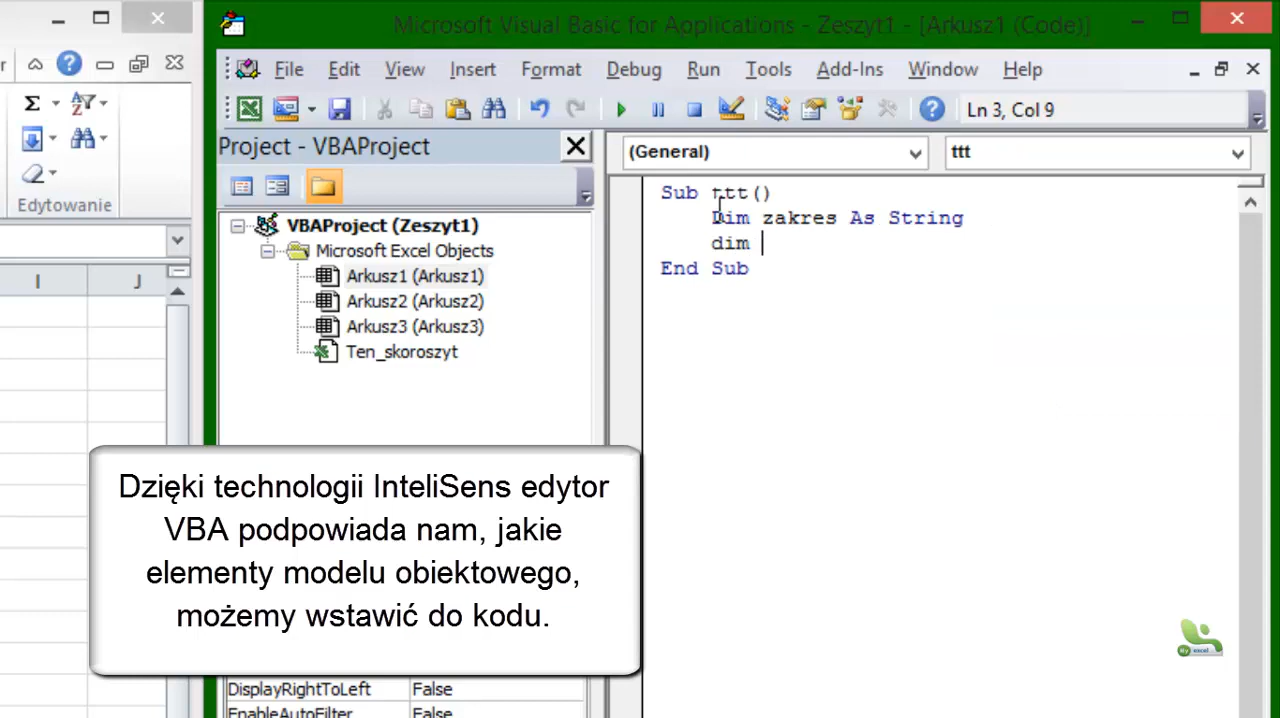 Microsoft Visual Basic for Applications - Zeszyt1 - [Arkusz1 (Code)]
File Edit View Insert Format Debug Run Tools Add-Ins Window Help
Ln 3, Col 9
Edytowanie
I J
Project - VBAProject
VBAProject (Zeszyt1)
Microsoft Excel Objects
Arkusz1 (Arkusz1)
Arkusz2 (Arkusz2)
Arkusz3 (Arkusz3)
Ten_skoroszyt
(General) ttt
Sub ttt()
Dim zakres As String
dim
End Sub
Dzięki technologii InteliSens edytor
VBA podpowiada nam, jakie
elementy modelu obiektowego,
możemy wstawić do kodu.
DisplayRightToLeft False
EnableAutoFilter False
excel